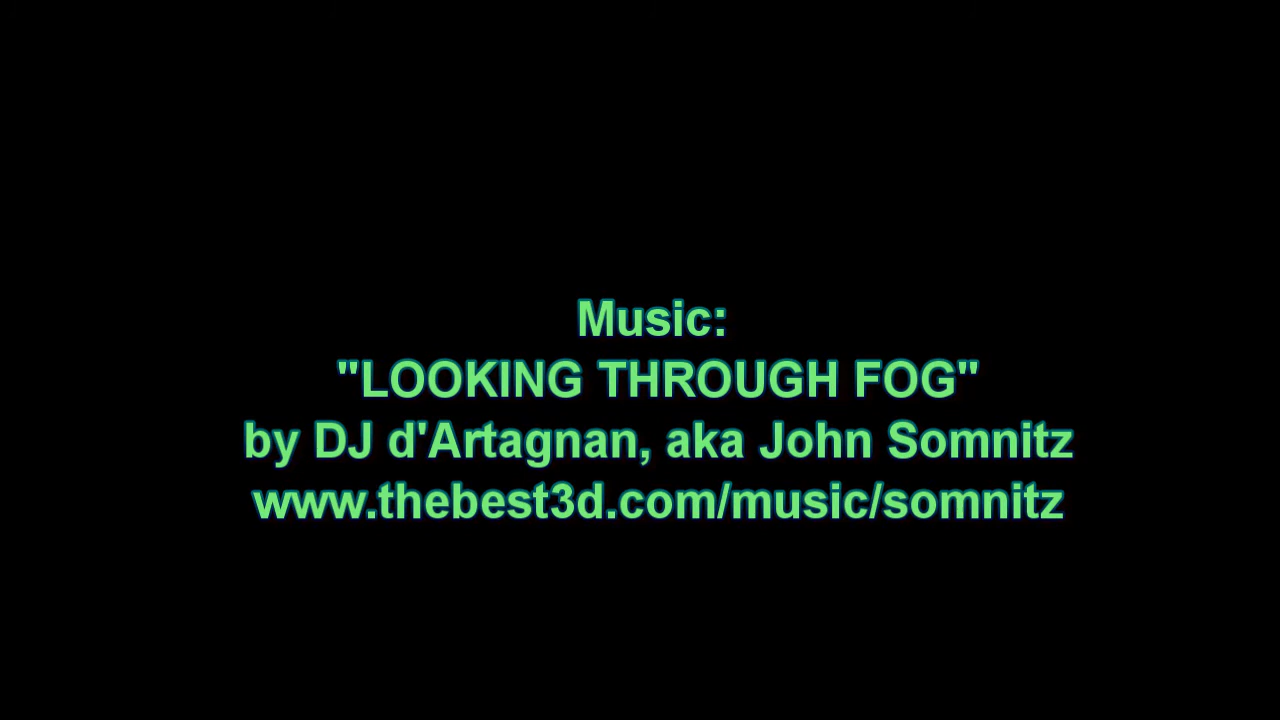 Music:
"LOOKING THROUGH FOG"
by DJ d'Artagnan, aka John Somnitz
www.thebest3d.com/music/somnitz